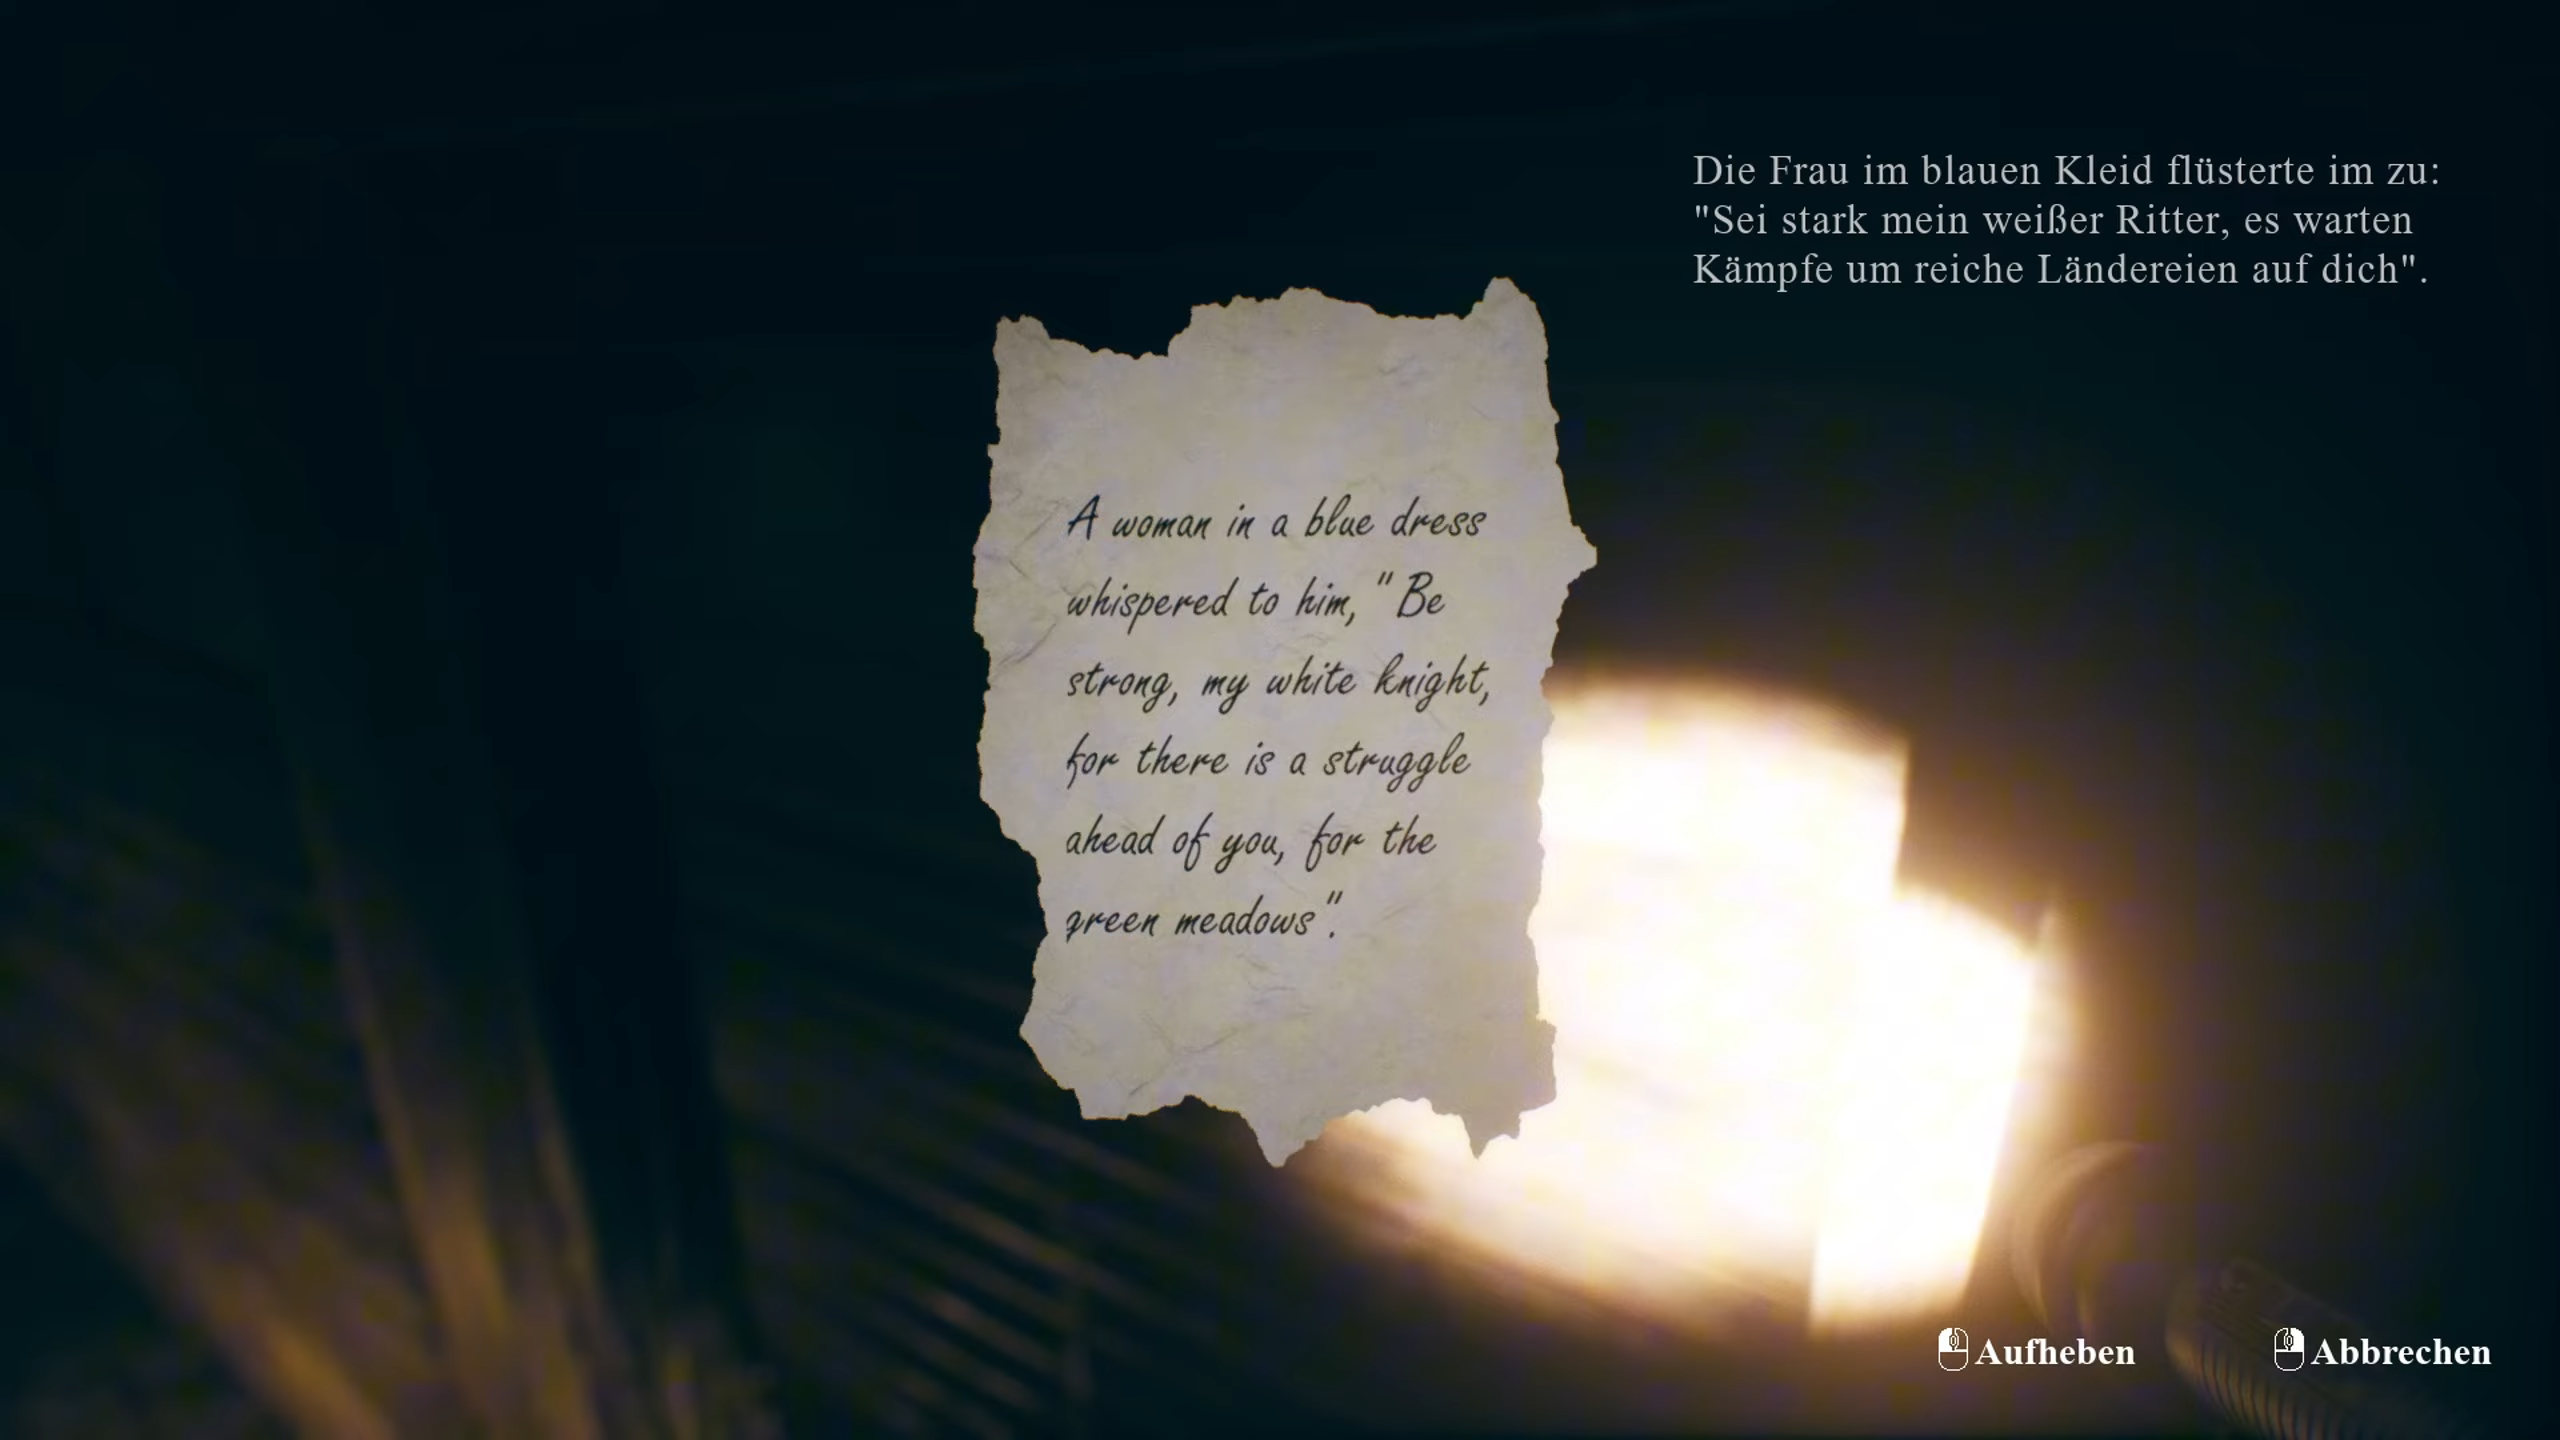 Die Frau im blauen Kleid flüsterte im zu:
"Sei stark mein weißer Ritter, es warten
Kämpfe um reiche Ländereien auf dich".
A woman in a blue dress
whispered to him, "Be
strong, my white knight,
for there is a struggle
ahead of you, for the
green meadows".
Aufheben
Abbrechen